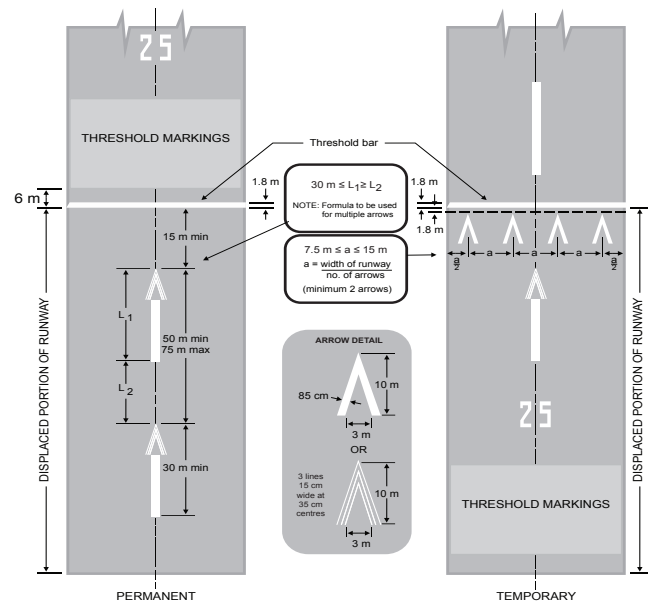 25
THRESHOLD MARKINGS
6 m
Threshold bar
1.8 m
30 m ≤ L1 ≥ L2
NOTE: Formula to be used
for multiple arrows
1.8 m
1.8 m
15 m min
7.5 m ≤ a ≤ 15 m
a = width of runway
no. of arrows
(minimum 2 arrows)
a/2
a
a
a
a/2
DISPLACED PORTION OF RUNWAY
L1
50 m min
75 m max
L2
30 m min
ARROW DETAIL
10 m
85 cm
3 m
OR
3 lines
15 cm
wide at
35 cm
centres
10 m
3 m
25
THRESHOLD MARKINGS
DISPLACED PORTION OF RUNWAY
PERMANENT
TEMPORARY